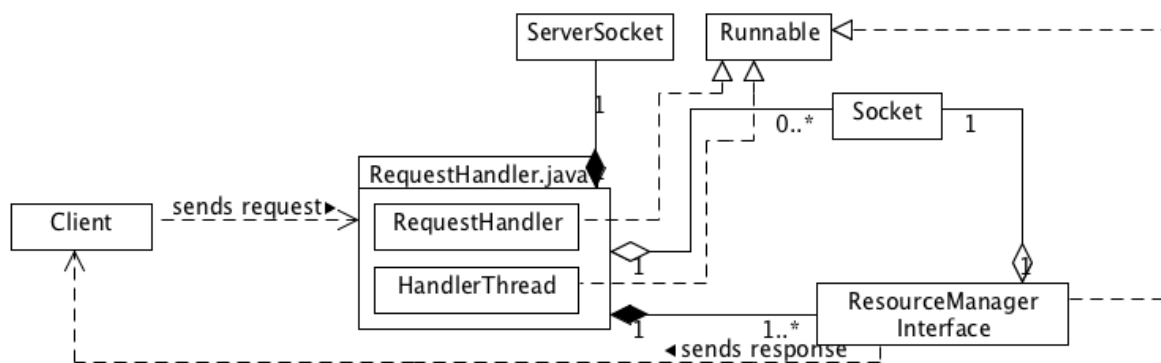 ServerSocket
Runnable
1
0..*
Socket
1
RequestHandler.java
sends request▸
Client
RequestHandler
1
HandlerThread
1
ResourceManager
Interface
1
1..*
◂sends response